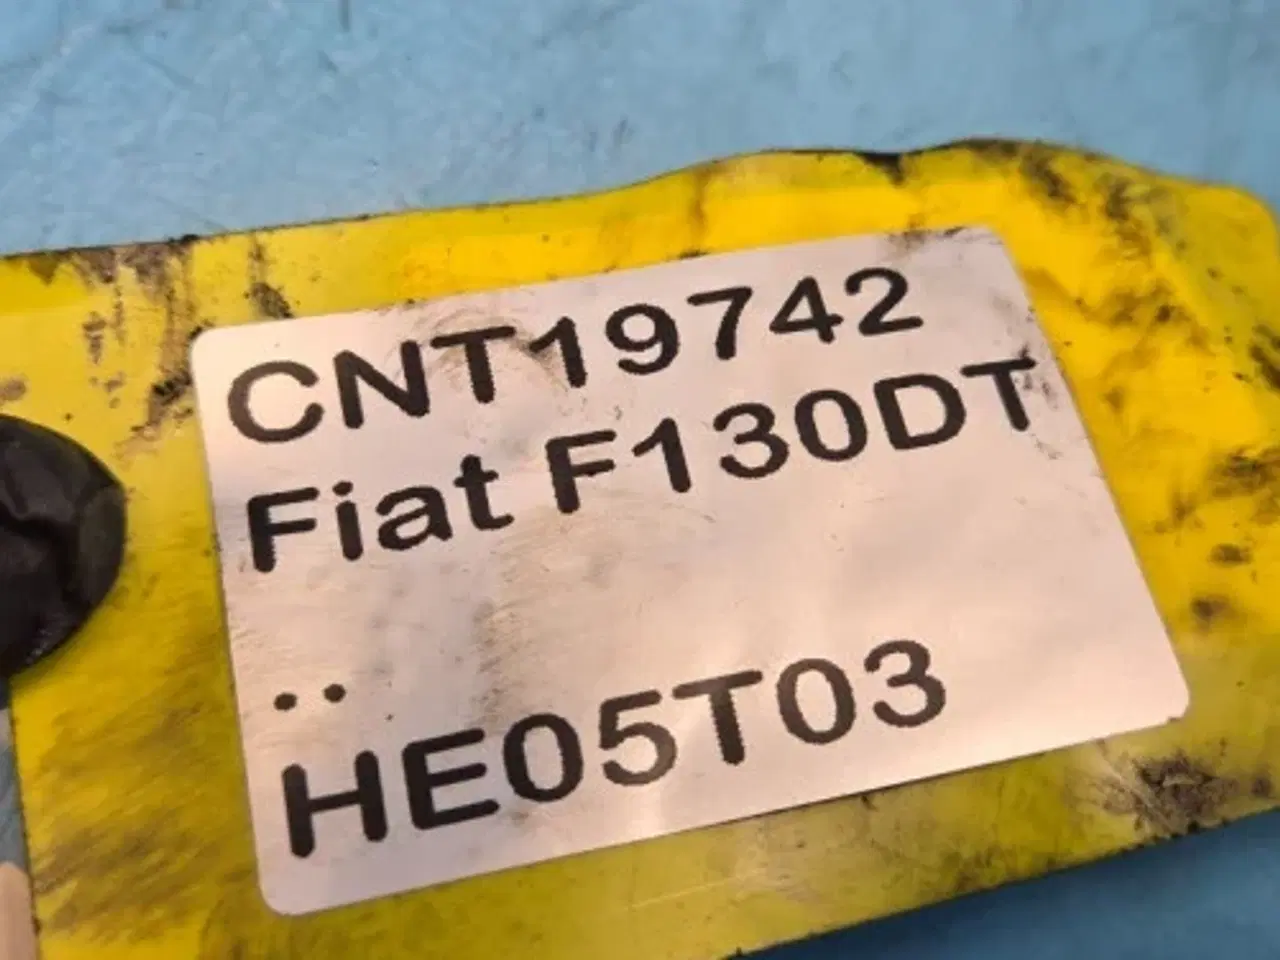 CNT19742
Fiat F130DT
..
HE05T03